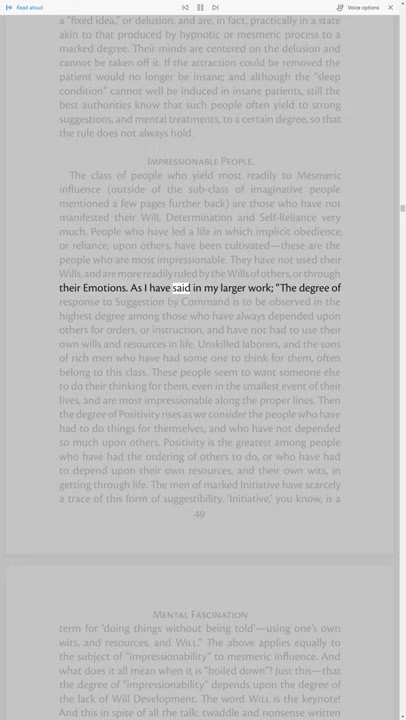 Read aloud
Voice options
a "fixed idea," or delusion, and are, in fact, practically in a state
akin to that produced by hypnotic or mesmeric process to a
marked degree. Their minds are centered on the delusion and
cannot be taken off it. If the attraction could be removed the
patient would no longer be insane; and although the "sleep
condition" cannot well be induced in insane patients, still the
best authorities know that such people often yield to strong
suggestions, and mental treatments, to a certain degree, so that
the rule does not always hold.
Impressionable People.
The class of people who yield most readily to Mesmeric
influence (outside of the sub-class of imaginative people
mentioned a few pages further back) are those who have not
manifested their Will, Determination and Self-Reliance very
much. People who have led a life in which implicit obedience,
or reliance, upon others, have been cultivated—these are the
people who are most impressionable. They have not used their
Wills, and are more readily ruled by the Wills of others, or through
their Emotions. As I have said in my larger work; "The degree of
response to Suggestion by Command is to be observed in the
highest degree among those who have always depended upon
others for orders, or instruction, and have not had to use their
own wills and resources in life. Unskilled laborers, and the sons
of rich men who have had some one to think for them, often
belong to this class. These people seem to want someone else
to do their thinking for them, even in the smallest event of their
lives, and are most impressionable along the proper lines. Then
the degree of Positivity rises as we consider the people who have
had to do things for themselves, and who have not depended
so much upon others. Positivity is the greatest among people
who have had the ordering of others to do, or who have had
to depend upon their own resources, and their own wits, in
getting through life. The men of marked Initiative have scarcely
a trace of this form of suggestibility. 'Initiative,' you know, is a
49
Mental Fascination
term for 'doing things without being told'—using one's own
wits, and resources, and Will." The above applies equally to
the subject of "impressionability" to mesmeric influence. And
what does it all mean when it is "boiled down"? Just this—that
the degree of "impressionability" depends upon the degree of
the lack of Will Development. The word Will is the keynote!
And this in spite of all the talk, twaddle and nonsense written